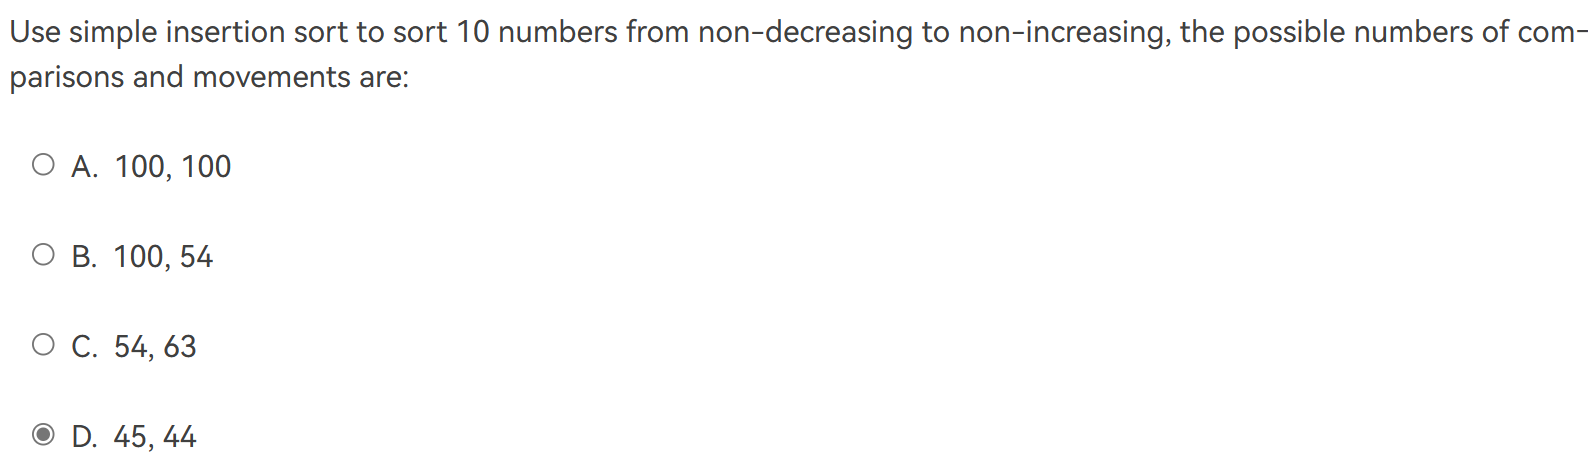 Use simple insertion sort to sort 10 numbers from non-decreasing to non-increasing, the possible numbers of com-
parisons and movements are:
A. 100, 100
B. 100, 54
C. 54, 63
D. 45, 44